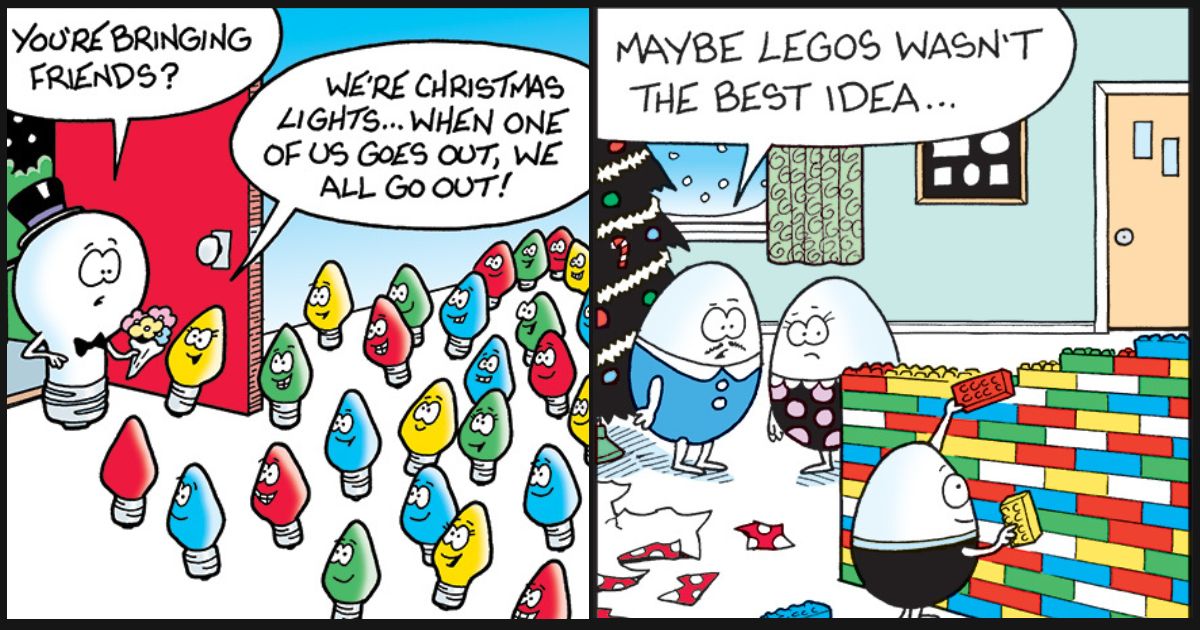 YOU'RE BRINGING
FRIENDS?
WE'RE CHRISTMAS
LIGHTS... WHEN ONE
OF US GOES OUT, WE
ALL GO OUT!
MAYBE LEGOS WASN'T
THE BEST IDEA...